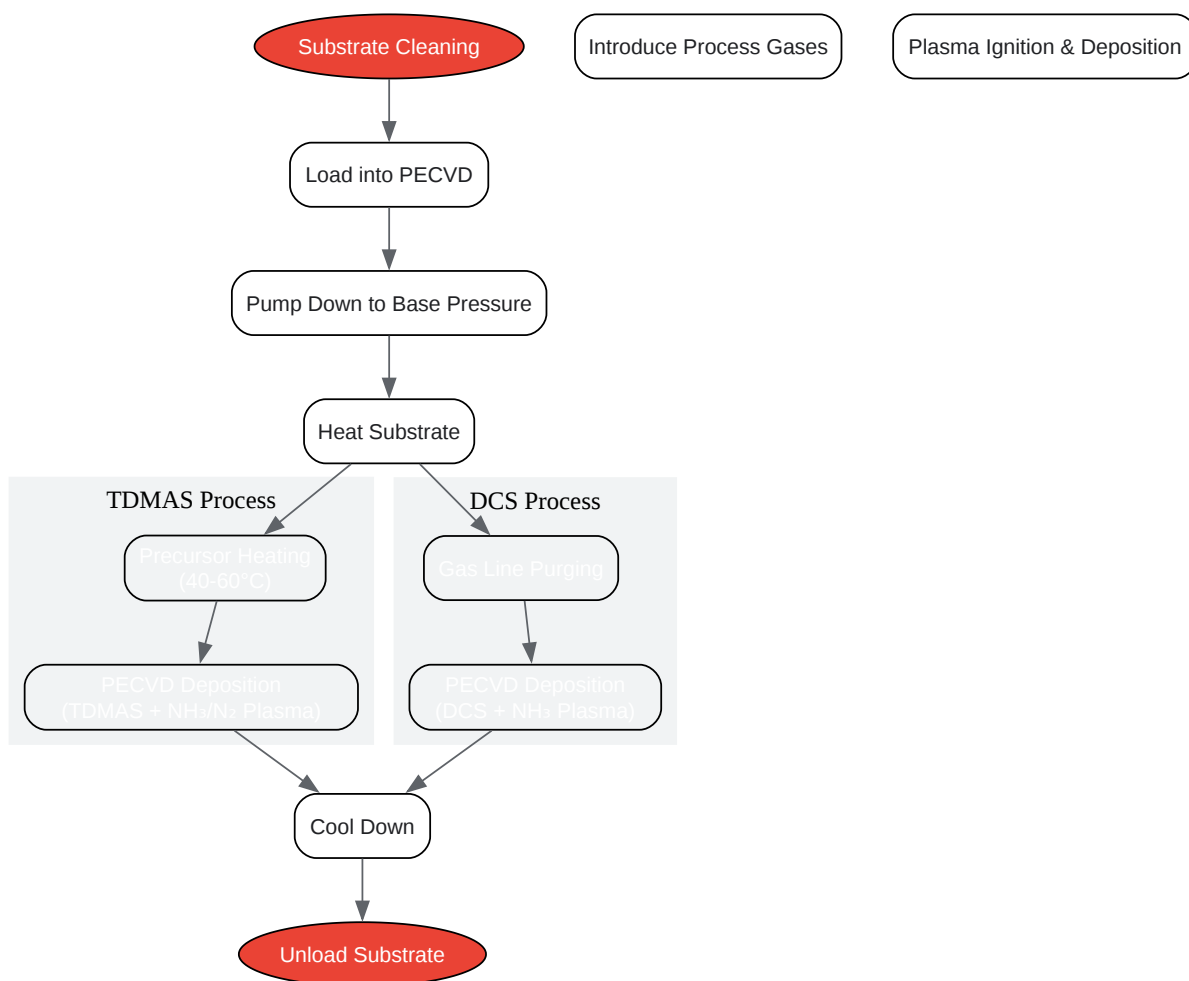 Substrate Cleaning
Introduce Process Gases
Plasma Ignition & Deposition
Load into PECVD
Pump Down to Base Pressure
Heat Substrate
TDMAS Process
DCS Process
Precursor Heating
(40-60°C)
Gas Line Purging
PECVD Deposition
(TDMAS + NH₃/N₂ Plasma)
PECVD Deposition
(DCS + NH₃ Plasma)
Cool Down
Unload Substrate